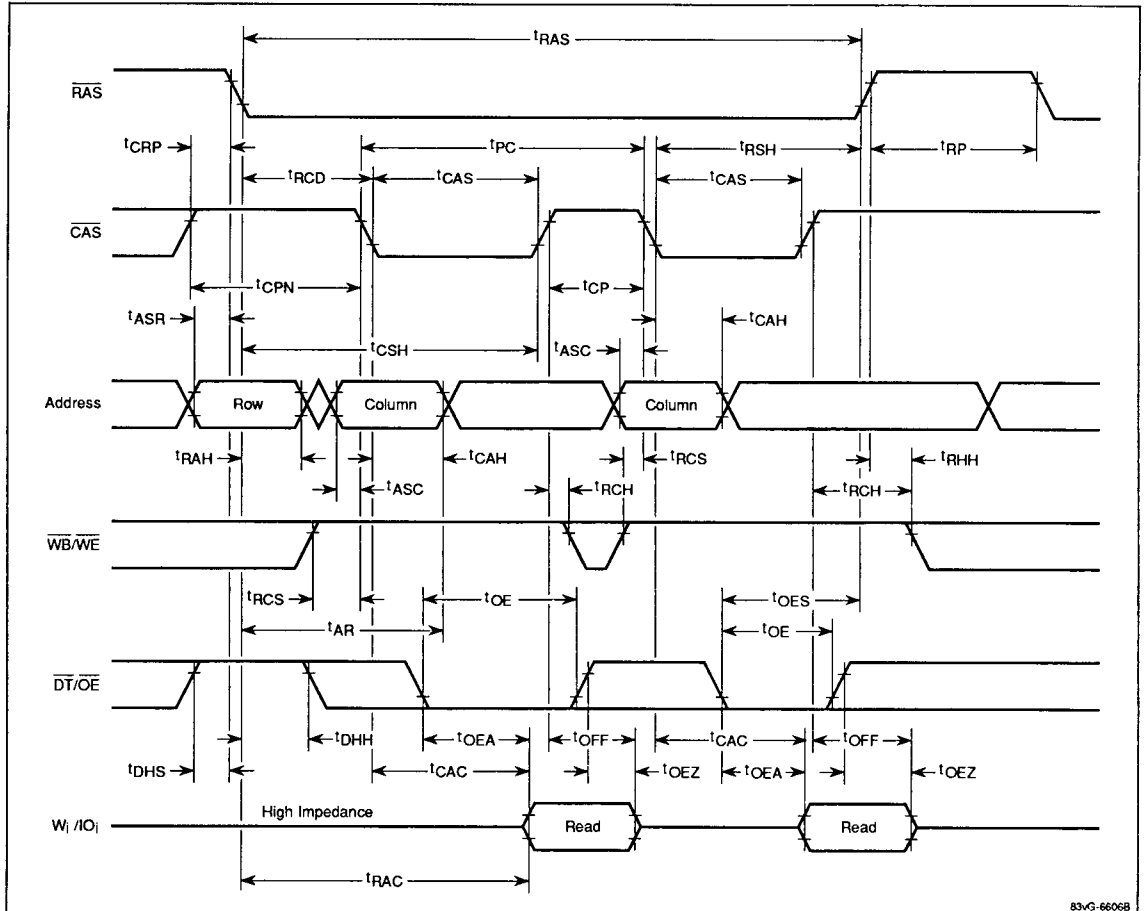 tRAS
RAS
tCRP
tPC
tRSH
tRP
tRCD
tCAS
tCAS
CAS
tCPN
tCP
tASR
tCAH
tCSH
tASC
Address
Row
Column
Column
tRAH
tCAH
tRCS
tRHH
tASC
tRCH
tRCH
WB/WE
tRCS
tOE
tOES
tAR
tOE
DT/OE
tDHH
tOEA
tOFF
tCAC
tOFF
tDHS
tCAC
tOEZ
tOEA
tOEZ
High Impedance
Wi /IOi
Read
Read
tRAC
83vG-6606B